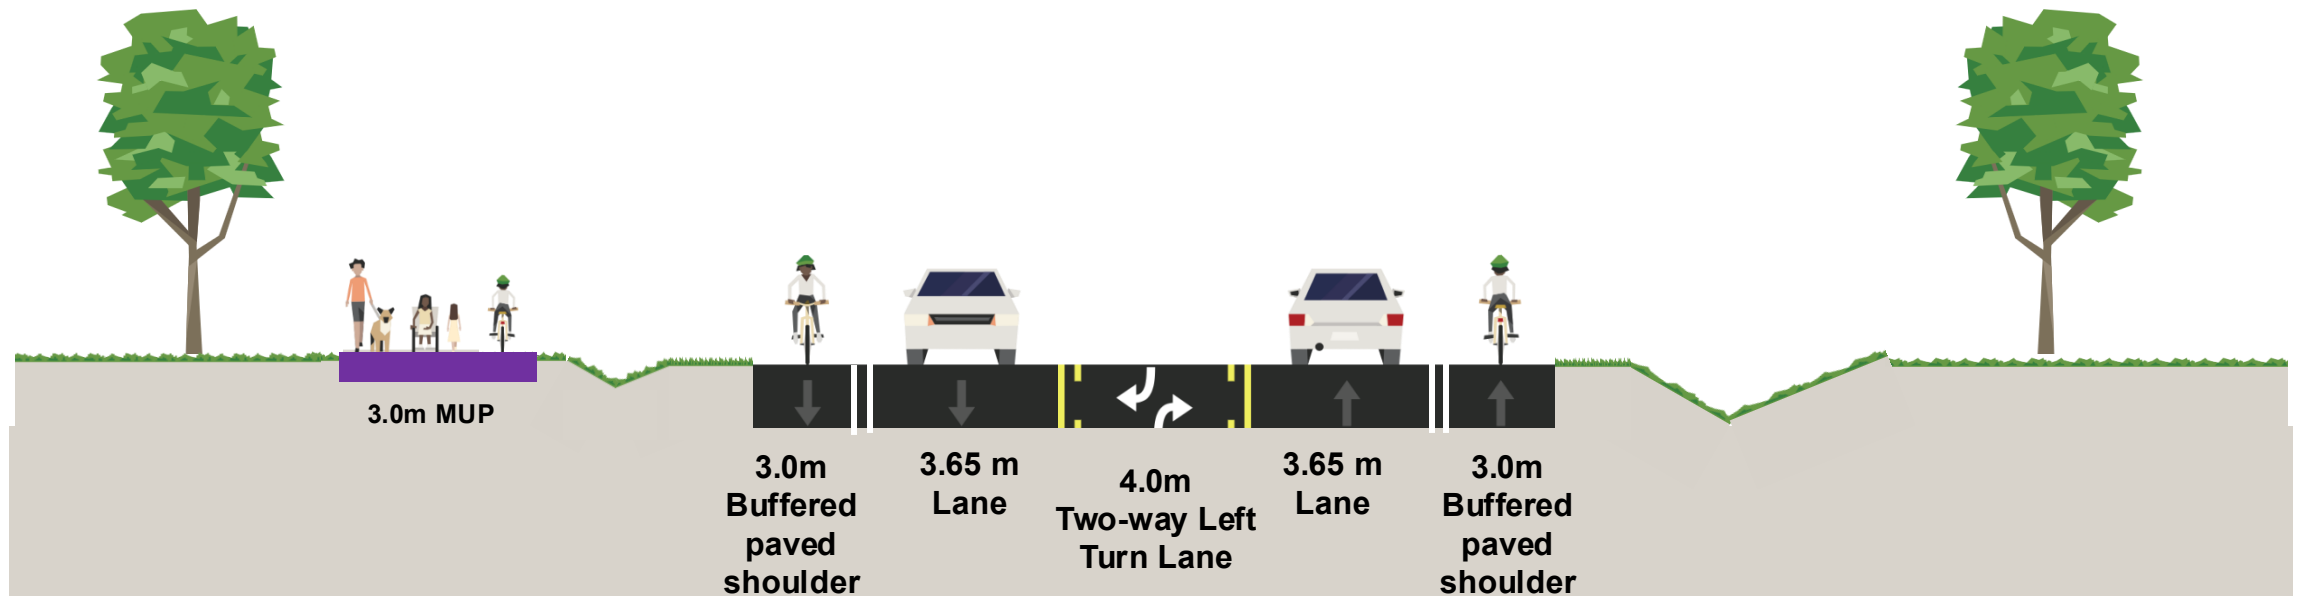 3.0m MUP
3.0m
Buffered
paved
shoulder
3.65 m
Lane
4.0m
Two-way Left
Turn Lane
3.65 m
Lane
3.0m
Buffered
paved
shoulder